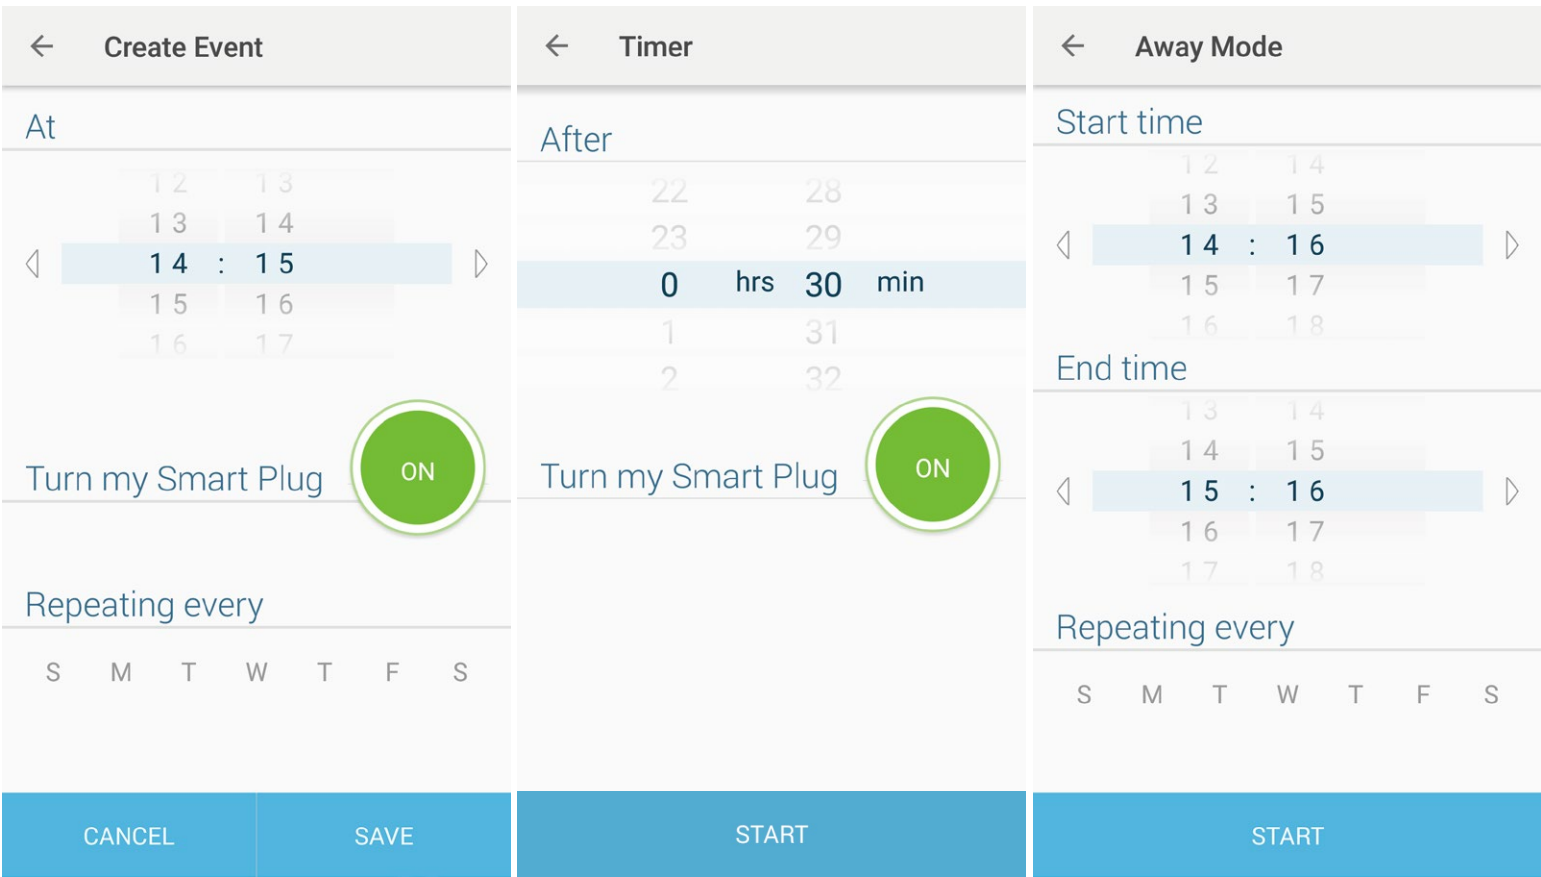 Create Event
At
12 13
13 14
14 : 15
15 16
16 17
Turn my Smart Plug ON
Repeating every
S M T W T F S
CANCEL SAVE
Timer
After
22 28
23 29
0 hrs 30 min
1 31
2 32
Turn my Smart Plug ON
START
Away Mode
Start time
12 14
13 15
14 : 16
15 17
16 18
End time
13 14
14 15
15 : 16
16 17
17 18
Repeating every
S M T W T F S
START